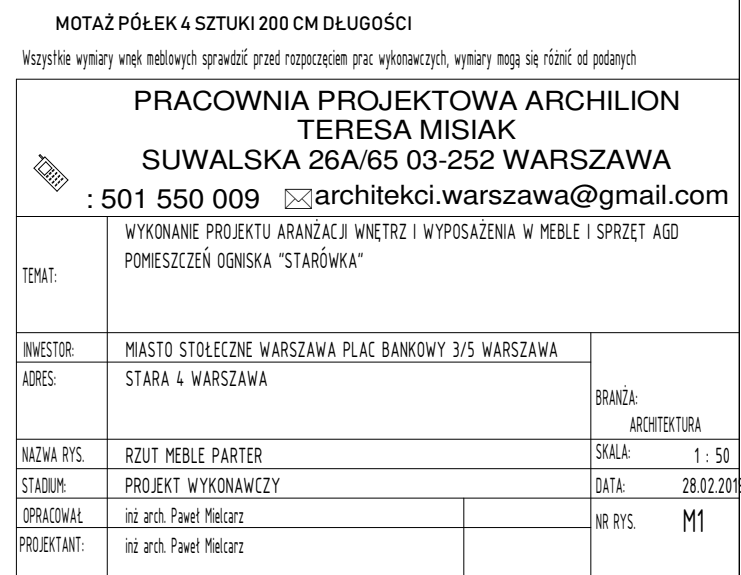 MOTAŻ PÓŁEK 4 SZTUKI 200 CM DŁUGOŚCI
Wszystkie wymiary wnęk meblowych sprawdzić przed rozpoczęciem prac wykonawczych, wymiary mogą się różnić od podanych
PRACOWNIA PROJEKTOWA ARCHILION
TERESA MISIAK
SUWALSKA 26A/65 03-252 WARSZAWA
: 501 550 009 architekci.warszawa@gmail.com
TEMAT:
WYKONANIE PROJEKTU ARANŻACJI WNĘTRZ I WYPOSAŻENIA W MEBLE I SPRZĘT AGD
POMIESZCZEŃ OGNISKA "STARÓWKA"
INWESTOR: MIASTO STOŁECZNE WARSZAWA PLAC BANKOWY 3/5 WARSZAWA
ADRES: STARA 4 WARSZAWA
BRANŻA:
ARCHITEKTURA
NAZWA RYS. RZUT MEBLE PARTER
SKALA: 1 : 50
STADIUM: PROJEKT WYKONAWCZY
DATA: 28.02.201
OPRACOWAŁ inż arch. Paweł Mielcarz
NR RYS. M1
PROJEKTANT: inż arch. Paweł Mielcarz